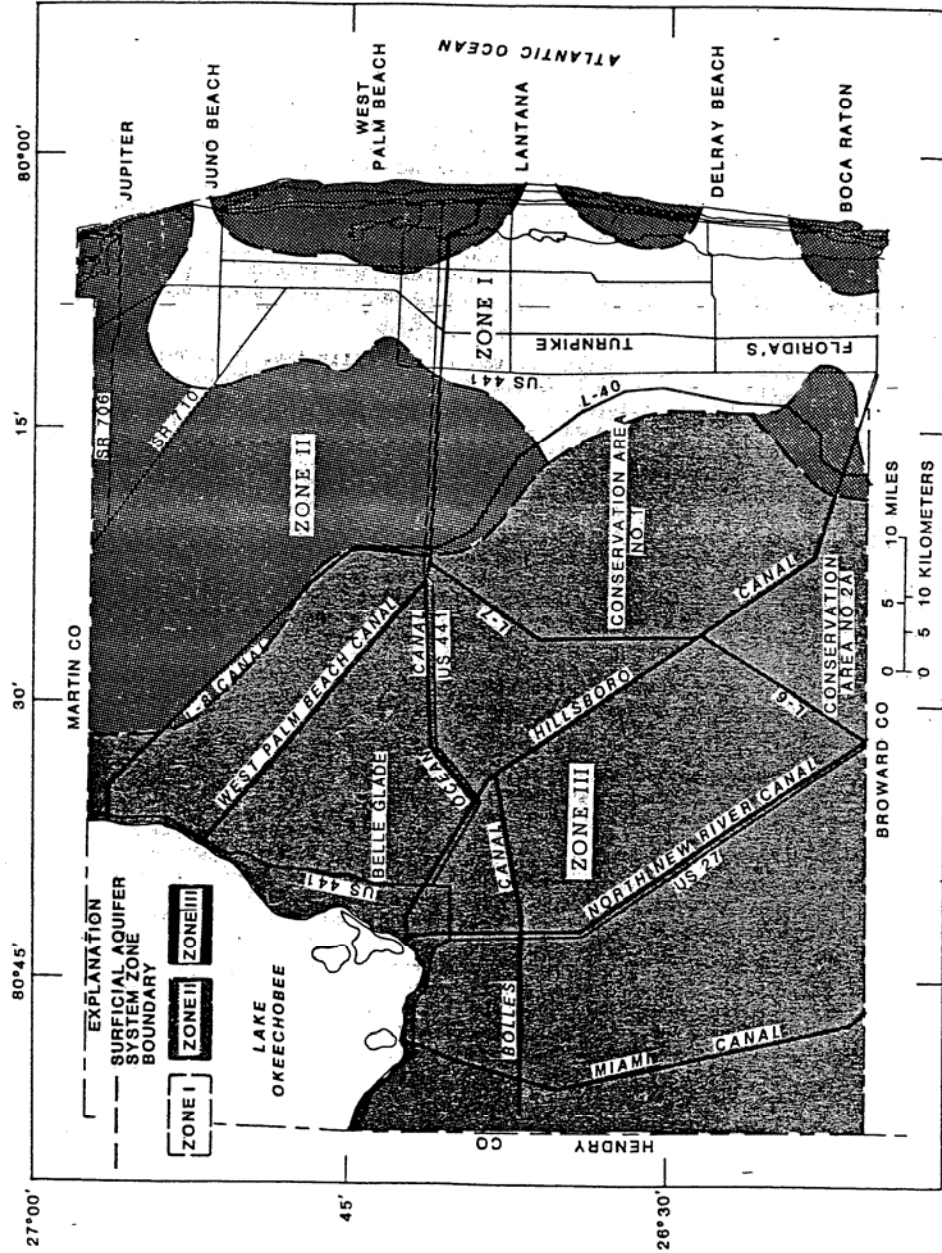 27°00'
45'
26°30'
80°45'
30'
15'
80°00'
EXPLANATION
SURFICIAL AQUIFER
SYSTEM ZONE
BOUNDARY
ZONE I
ZONE II
ZONE III
MARTIN CO
LAKE
OKEECHOBEE
HENDRY
CO
BROWARD CO
ATLANTIC OCEAN
JUPITER
JUNO BEACH
WEST
PALM BEACH
LANTANA
DELRAY BEACH
BOCA RATON
SR 706
SR 710
ZONE II
ZONE I
ZONE III
L-8 CANAL
WEST PALM BEACH CANAL
OCEAN
CANAL
US 441
BELLE GLADE
US 441
US 441
TURNPIKE
FLORIDA'S
L-40
L-7
CONSERVATION AREA
NO. 1
HILLSBORO
CANAL
CONSERVATION
AREA NO. 2A
L-6
BOLLES
CANAL
NORTH NEW RIVER CANAL
US 27
MIAMI
CANAL
0 5 10 MILES
0 5 10 KILOMETERS